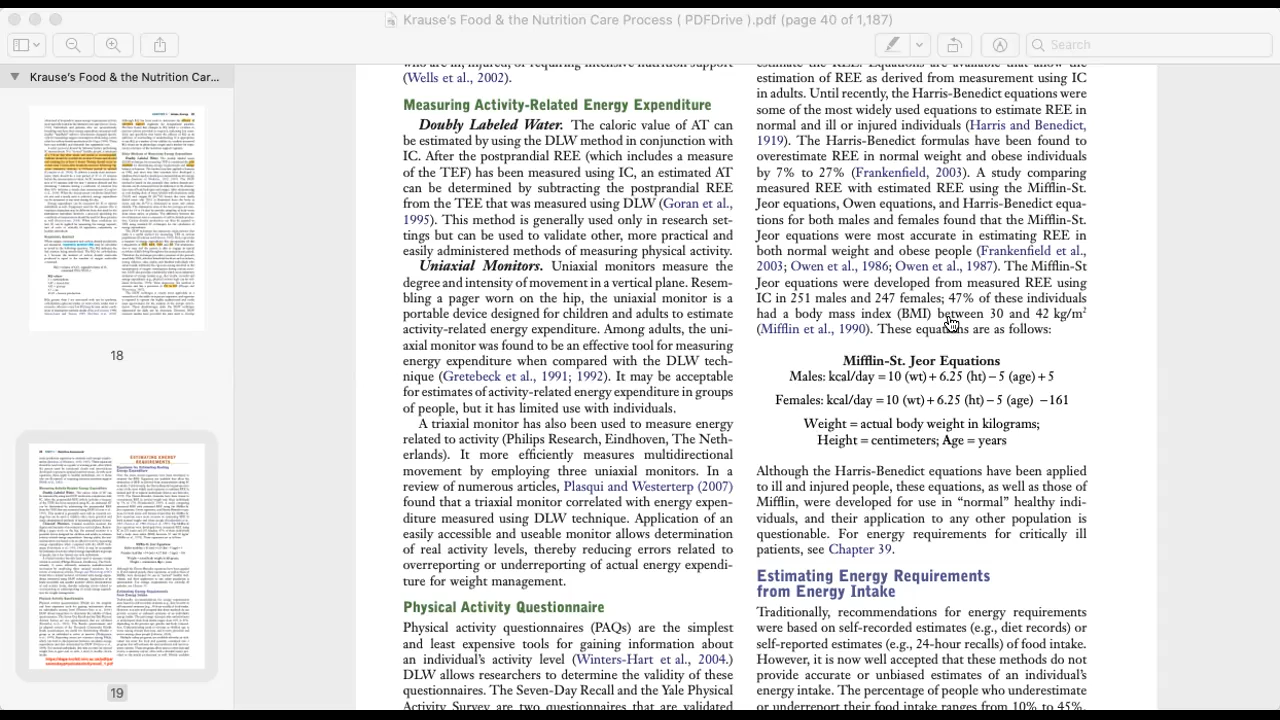 Krause's Food & the Nutrition Care Process ( PDFDrive ).pdf (page 40 of 1,187)
Search
Krause's Food & the Nutrition Car...
18
19
who are in, injured, or requiring intensive nutrition support
(Wells et al., 2002).
Measuring Activity-Related Energy Expenditure
Doubly Labeled Water. The caloric value of AT can
be estimated by using the DLW method in conjunction with
IC. After the postprandial REE (which includes a measure
of the TEF) has been measured using IC, an estimated AT
can be determined by subtracting the postprandial REE
from the TEE that was measured using DLW (Goran et al.,
1995). This method is generally used only in research set-
tings but can be used to validate other more practical and
easily administered means of measuring physical activity.
Uniaxial Monitors. Uniaxial monitors measure the
degree and intensity of movement in a vertical plane. Resem-
bling a pager worn on the waist, the uniaxial monitor is a
portable device designed for children and adults to estimate
activity-related energy expenditure. Among adults, the uni-
axial monitor was found to be an effective tool for measuring
energy expenditure when compared with the DLW tech-
nique (Gretebeck et al., 1991; 1992). It may be acceptable
for estimates of activity-related energy expenditure in groups
of people, but it has limited use with individuals.
A triaxial monitor has also been used to measure energy
related to activity (Philips Research, Eindhoven, The Neth-
erlands). It more efficiently measures multidirectional
movement by employing three uniaxial monitors. In a
review of numerous articles, Plasqui and Westerterp (2007)
found that a triaxial monitor correlated with energy expen-
diture measured using DLW technique. Application of an
easily accessible and useable monitor allows determination
of real activity levels, thereby reducing errors related to
overreporting or underreporting of actual energy expendi-
ture for weight management.
Physical Activity Questionnaire
Physical activity questionnaires (PAQs) are the simplest
and least expensive tools for gaining information about
an individual's activity level (Winters-Hart et al., 2004.)
DLW allows researchers to determine the validity of these
questionnaires. The Seven-Day Recall and the Yale Physical
Activity Survey are two questionnaires that are validated
estimate the REE. Equations are available that allow the
estimation of REE as derived from measurement using IC
in adults. Until recently, the Harris-Benedict equations were
some of the most widely used equations to estimate REE in
normal and ill or injured individuals (Harris and Benedict,
1919). The Harris-Benedict formulas have been found to
overestimate REE in normal weight and obese individuals
by 7% to 27% (Frankenfield, 2003). A study comparing
measured REE with estimated REE using the Mifflin-St.
Jeor equations, Owen equations, and Harris-Benedict equa-
tions for males and females found that the Mifflin-St.
Jeor equations were most accurate in estimating REE in
both normal weight and obese people (Frankenfield et al.,
2003; Owen et al., 1986; Owen et al., 1987). The Mifflin-St
Jeor equations were developed from measured REE using
IC in 251 males and 247 females; 47% of these individuals
had a body mass index (BMI) between 30 and 42 kg/m²
(Mifflin et al., 1990). These equations are as follows:
Mifflin-St. Jeor Equations
Males: kcal/day = 10 (wt) + 6.25 (ht) − 5 (age) + 5
Females: kcal/day = 10 (wt) + 6.25 (ht) − 5 (age) −161
Weight = actual body weight in kilograms;
Height = centimeters; Age = years
Although the Harris-Benedict equations have been applied
to ill and injured persons, these equations, as well as those of
Mifflin, were developed for use in "normal" healthy indi-
viduals, and their application to any other population is
questionable. For energy requirements for critically ill
patients, see Chapter 39.
Estimating Energy Requirements
from Energy Intake
Traditionally, recommendations for energy requirements
were based on self-recorded estimates (e.g., diet records) or
self-reported estimates (e.g., 24-hour recalls) of food intake.
However, it is now well accepted that these methods do not
provide accurate or unbiased estimates of an individual's
energy intake. The percentage of people who underestimate
or underreport their food intake ranges from 10% to 45%,